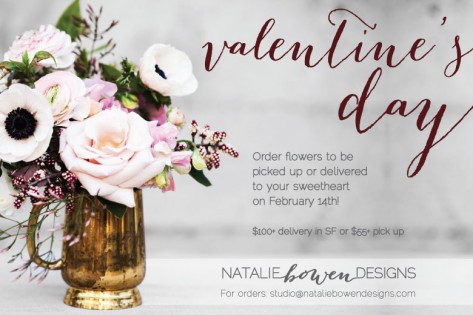 valentine's
day
Order flowers to be
picked up or delivered
to your sweetheart
on February 14th!
$100+ delivery in SF or $55+ pick up
NATALIE bowen DESIGNS
For orders: studio@nataliebowendesigns.com